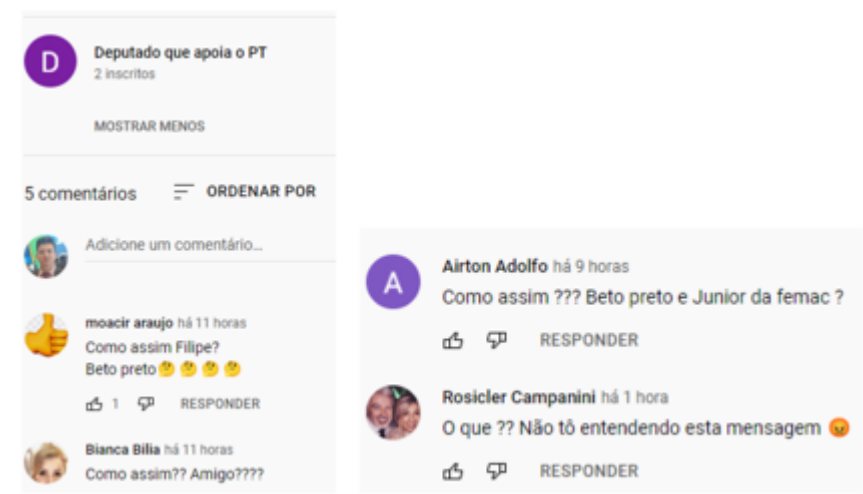 Deputado que apoia o PT
2 inscritos
MOSTRAR MENOS
5 comentários ORDENAR POR
Adicione um comentário...
moacir araujo há 11 horas
Como assim Filipe?
Beto preto🤔🤔🤔🤔
1 RESPONDER
Bianca Bilia há 11 horas
Como assim?? Amigo????
A
Airton Adolfo há 9 horas
Como assim ??? Beto preto e Junior da femac ?
RESPONDER
Rosicler Campanini há 1 hora
O que ?? Não tô entendendo esta mensagem 😡
RESPONDER